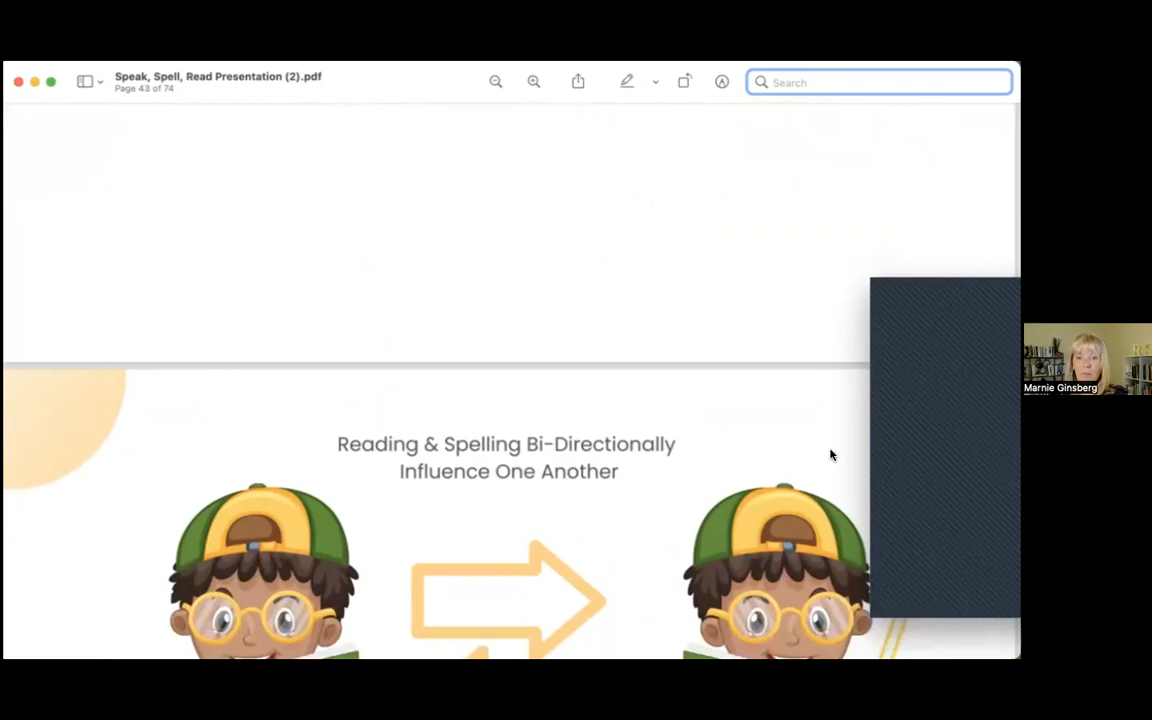 Speak, Spell, Read Presentation (2).pdf
Page 43 of 74
Search
Reading & Spelling Bi-Directionally
Influence One Another
Marnie Ginsberg